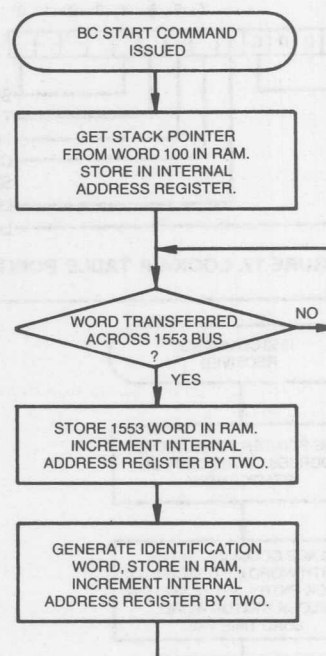 BC START COMMAND
ISSUED
GET STACK POINTER
FROM WORD 100 IN RAM.
STORE IN INTERNAL
ADDRESS REGISTER.
WORD TRANSFERRED
ACROSS 1553 BUS
?
NO
YES
STORE 1553 WORD IN RAM.
INCREMENT INTERNAL
ADDRESS REGISTER BY TWO.
GENERATE IDENTIFICATION
WORD, STORE IN RAM,
INCREMENT INTERNAL
ADDRESS REGISTER BY TWO